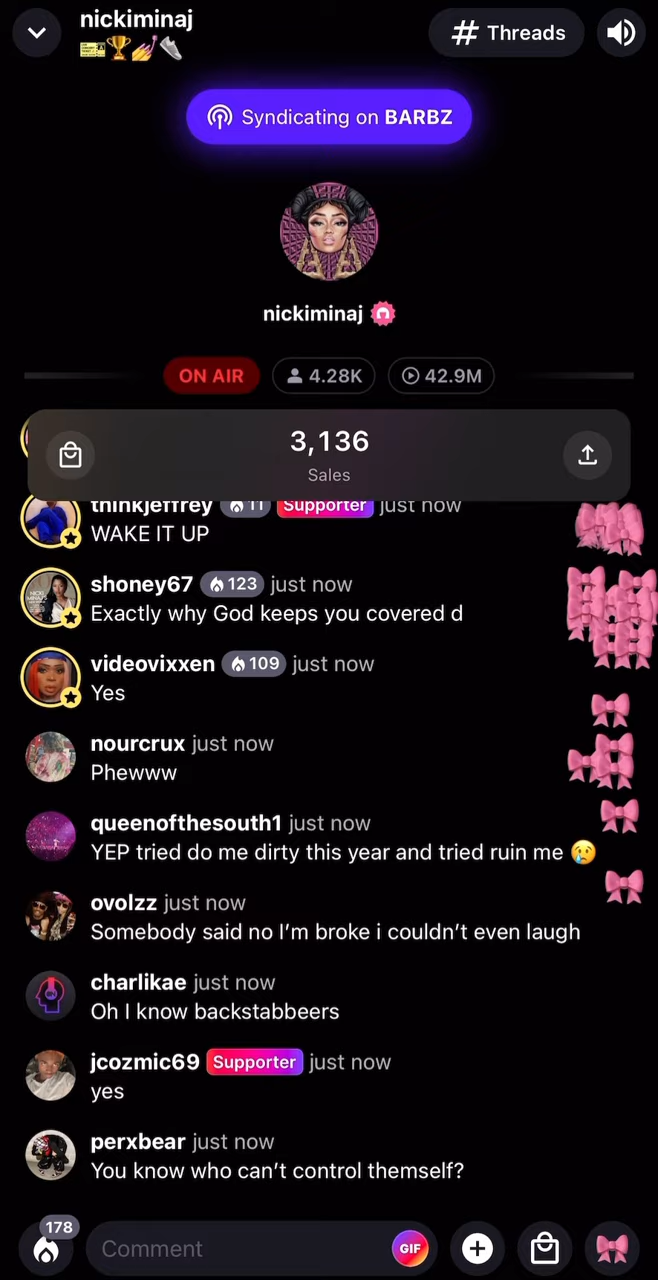 nickiminaj
Threads
Syndicating on BARBZ
nickiminaj
ON AIR 4.28K 42.9M
3,136
Sales
thinkjeffrey 11 Supporter just now
WAKE IT UP
shoney67 123 just now
Exactly why God keeps you covered d
videovixxen 109 just now
Yes
nourcrux just now
Phewww
queenofthesouth1 just now
YEP tried do me dirty this year and tried ruin me 😢
ovolzz just now
Somebody said no I’m broke i couldn’t even laugh
charlikae just now
Oh I know backstabbeers
jcozmic69 Supporter just now
yes
perxbear just now
You know who can’t control themself?
178
Comment GIF